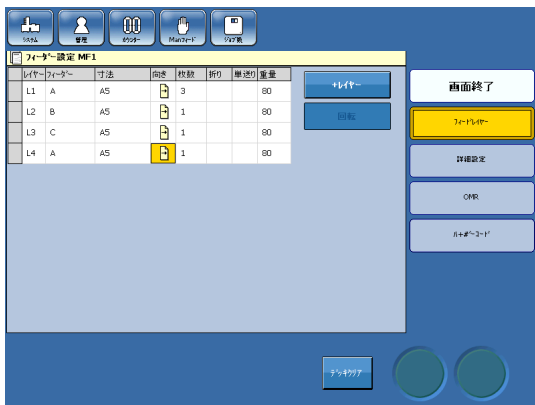 システム
管理
カウンター
Manフィード
ジョブ紙
フィーダー設定 MF1
レイヤー フィーダー 寸法 向き 枚数 折り 単送り 重量
L1 A A5 3 80
L2 B A5 1 80
L3 C A5 1 80
L4 A A5 1 80
+レイヤー
回転
画面終了
フィードレイヤー
詳細設定
OMR
バーコード
デッキクリア